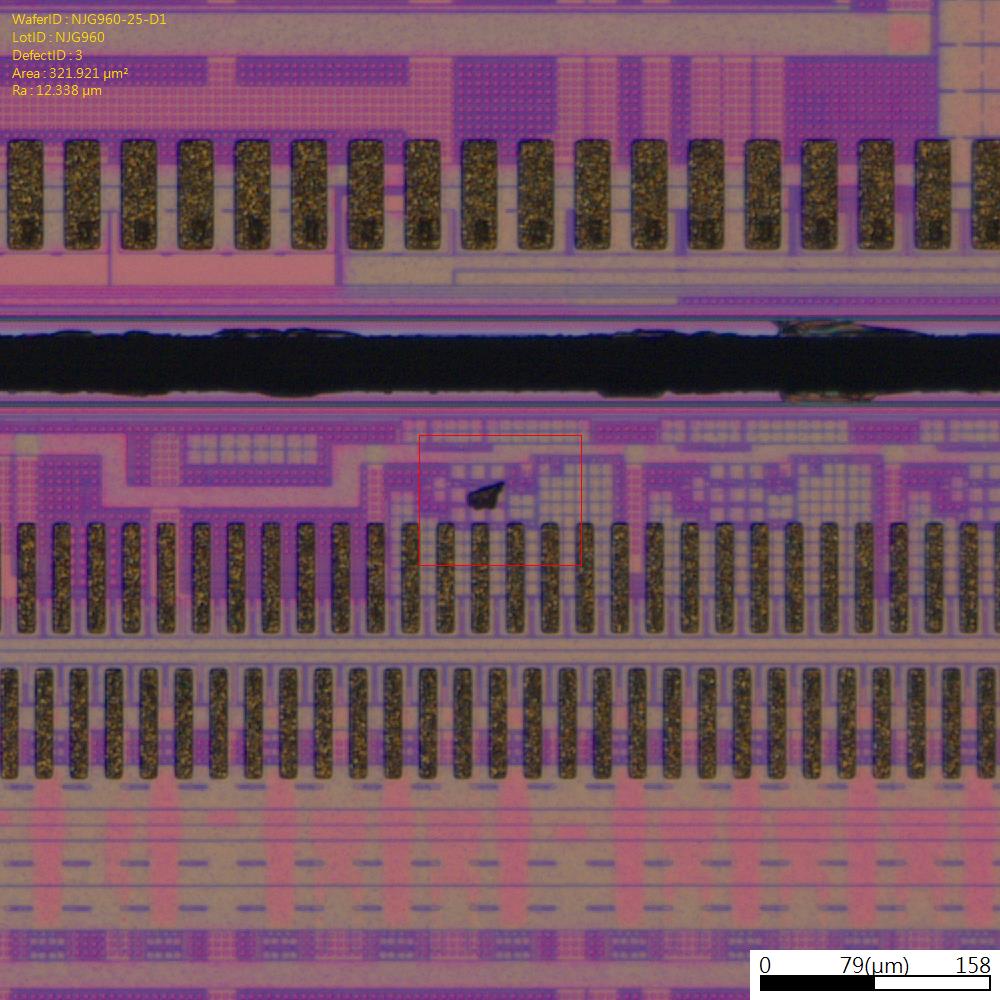 WaferID : NJG960-25-D1
LotID : NJG960
DefectID : 3
Area : 321.921 µm²
Ra : 12.338 µm
0 79(µm) 158